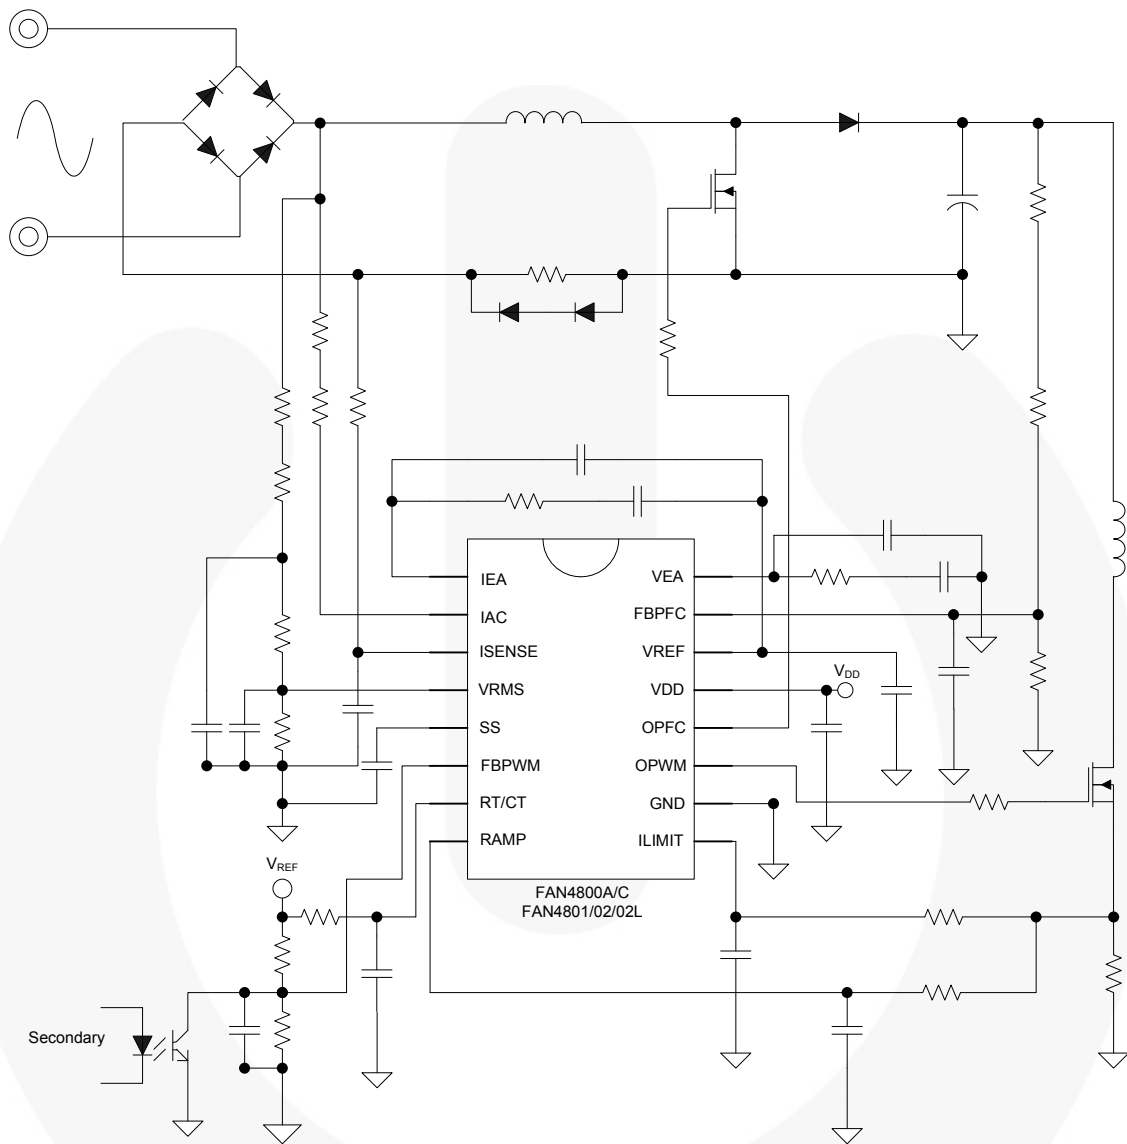 IEA
VEA
IAC
FBPFC
ISENSE
VREF
VRMS
VDD
VDD
SS
OPFC
FBPWM
OPWM
RT/CT
GND
RAMP
ILIMIT
VREF
FAN4800A/C
FAN4801/02/02L
Secondary